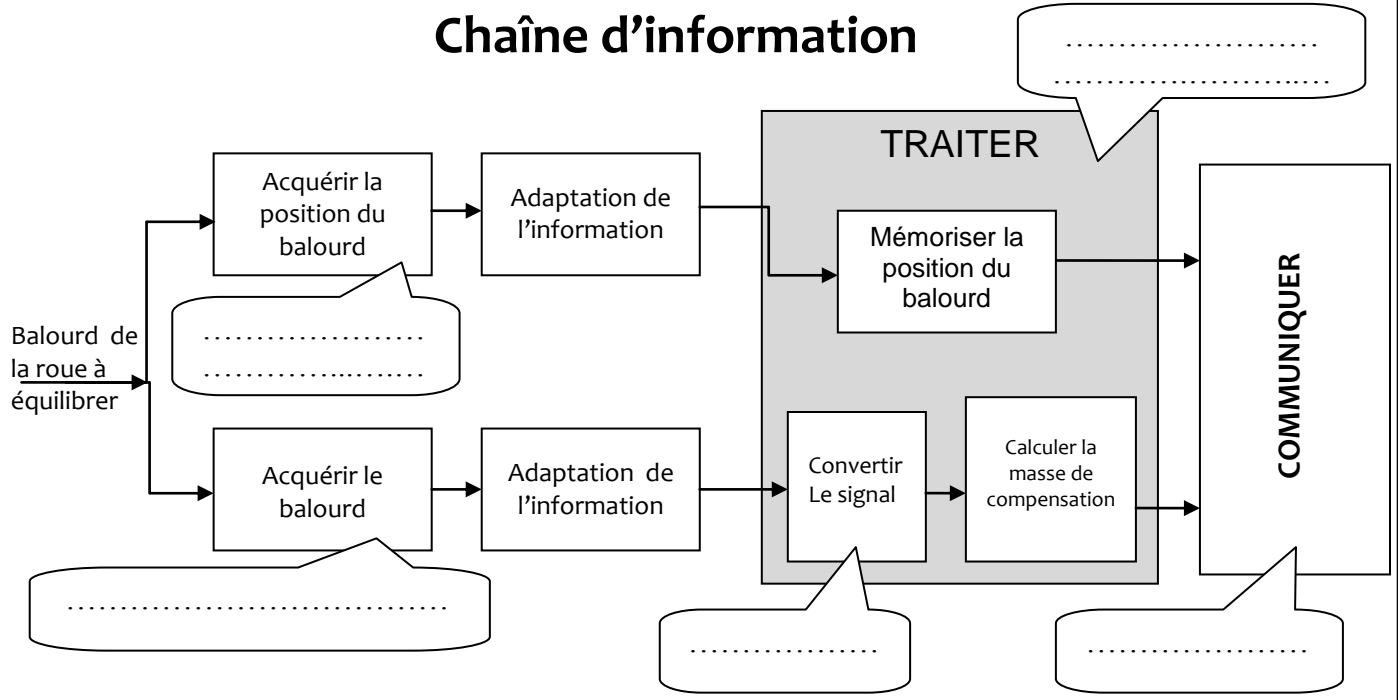 Chaîne d’information
.........................
............................
TRAITER
Acquérir la
position du
balourd
Adaptation de
l’information
Mémoriser la
position du
balourd
COMMUNIQUER
Balourd de
la roue à
équilibrer
......................
......................
Acquérir le
balourd
Adaptation de
l’information
Convertir
Le signal
Calculer la
masse de
compensation
......................................
..................
......................